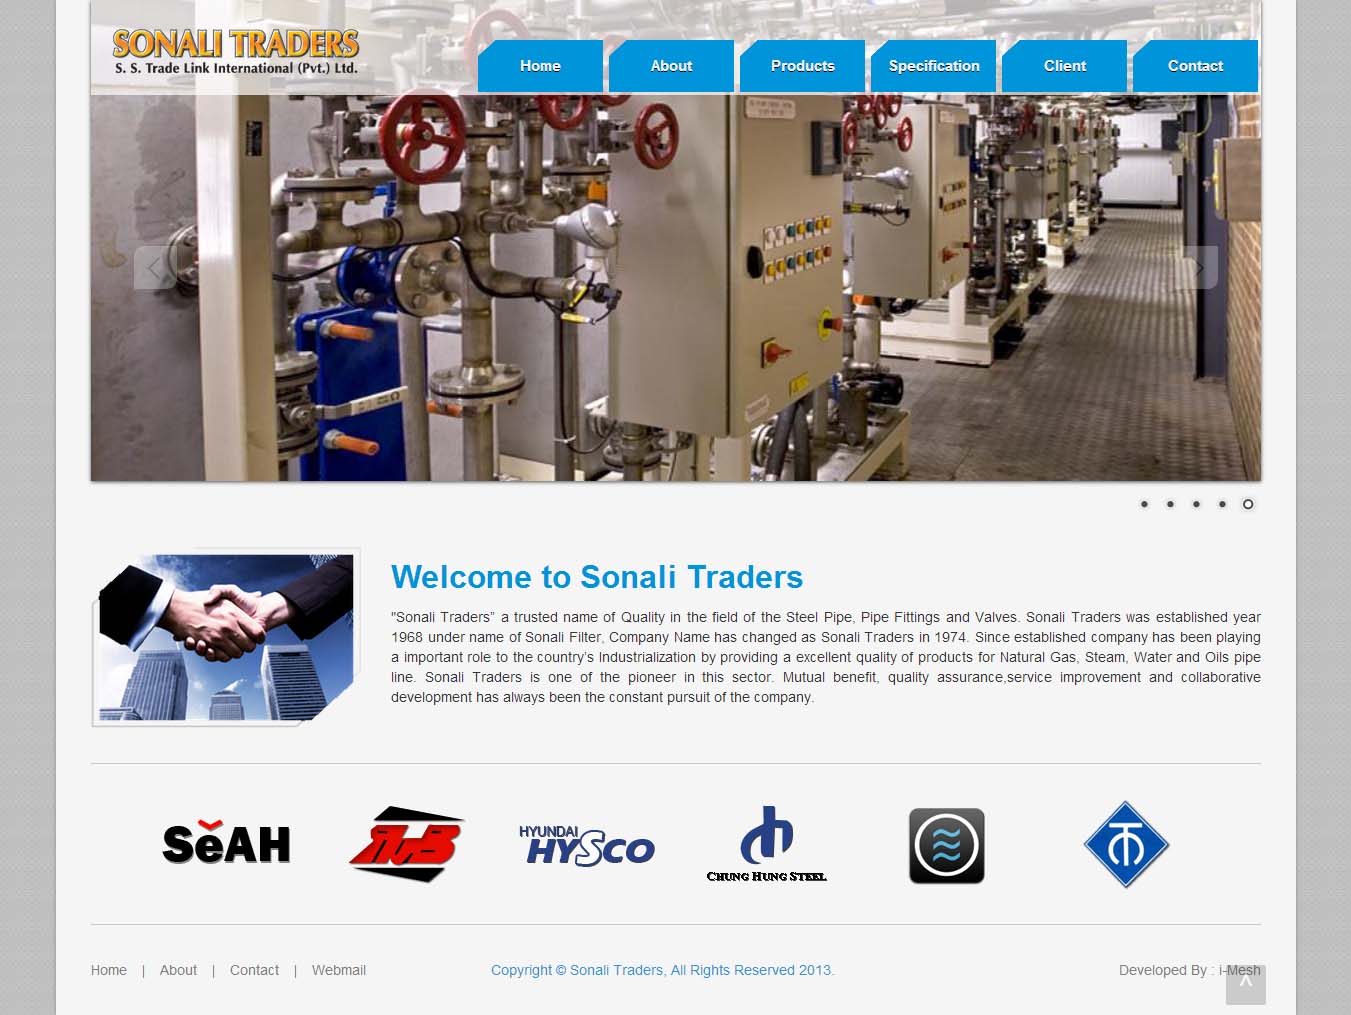 SONALI TRADERS
S. S. Trade Link International (Pvt.) Ltd.
Home
About
Products
Specification
Client
Contact
Welcome to Sonali Traders
"Sonali Traders” a trusted name of Quality in the field of the Steel Pipe, Pipe Fittings and Valves. Sonali Traders was established year
1968 under name of Sonali Filter, Company Name has changed as Sonali Traders in 1974. Since established company has been playing
a important role to the country’s Industrialization by providing a excellent quality of products for Natural Gas, Steam, Water and Oils pipe
line. Sonali Traders is one of the pioneer in this sector. Mutual benefit, quality assurance,service improvement and collaborative
development has always been the constant pursuit of the company.
SeAH
HYUNDAI
HYSCO
CHUNG HUNG STEEL
Home | About | Contact | Webmail
Copyright © Sonali Traders, All Rights Reserved 2013.
Developed By : i-Mesh
^